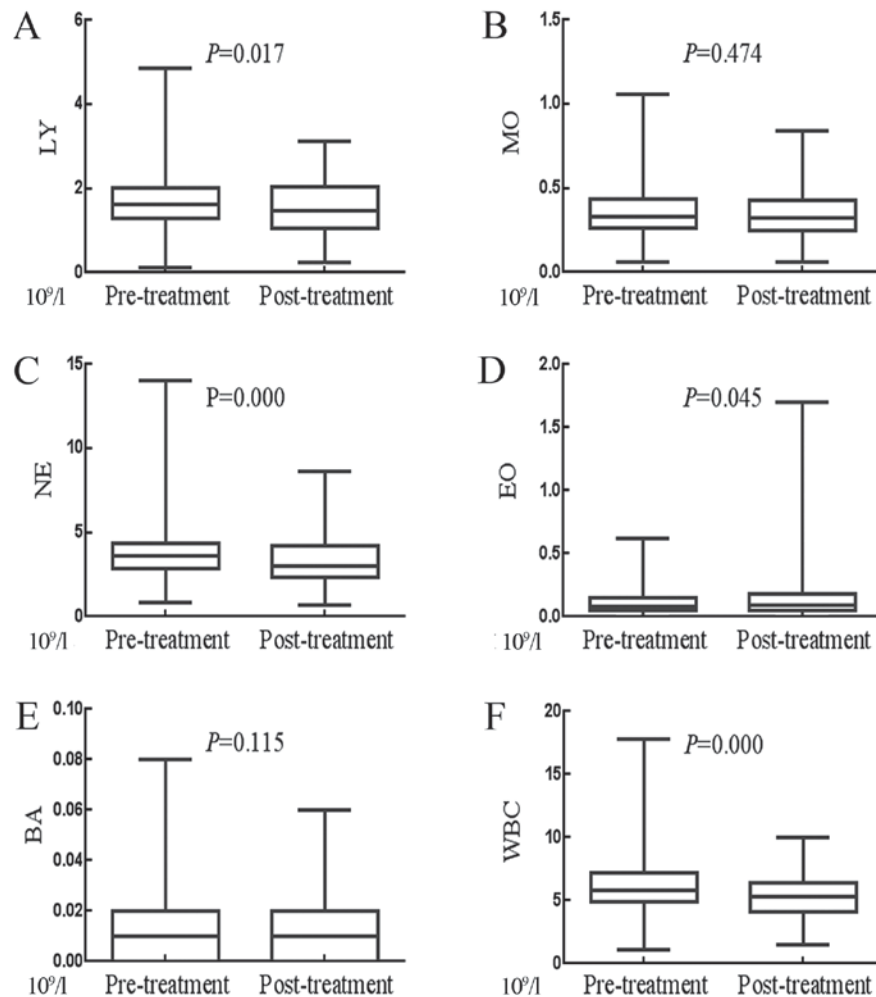 A
B
6
4
2
0
LY
P=0.017
10⁹/l
Pre-treatment
Post-treatment
1.5
1.0
0.5
0.0
MO
P=0.474
10⁹/l
Pre-treatment
Post-treatment
C
D
15
10
5
0
NE
P=0.000
10⁹/l
Pre-treatment
Post-treatment
2.0
1.5
1.0
0.5
0.0
EO
P=0.045
10⁹/l
Pre-treatment
Post-treatment
E
F
0.10
0.08
0.06
0.04
0.02
0.00
BA
P=0.115
10⁹/l
Pre-treatment
Post-treatment
20
15
10
5
0
WBC
P=0.000
10⁹/l
Pre-treatment
Post-treatment